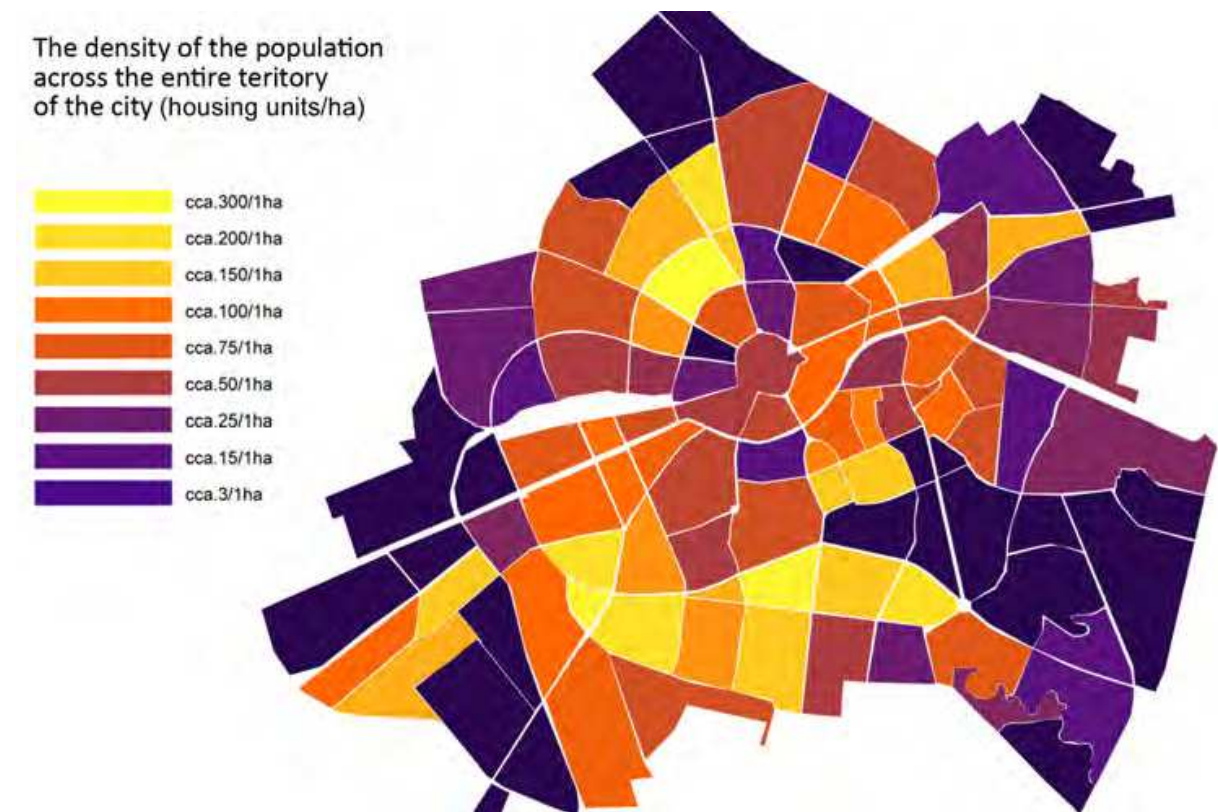 The density of the population
across the entire teritory
of the city (housing units/ha)
cca.300/1ha
cca.200/1ha
cca.150/1ha
cca.100/1ha
cca.75/1ha
cca.50/1ha
cca.25/1ha
cca.15/1ha
cca.3/1ha